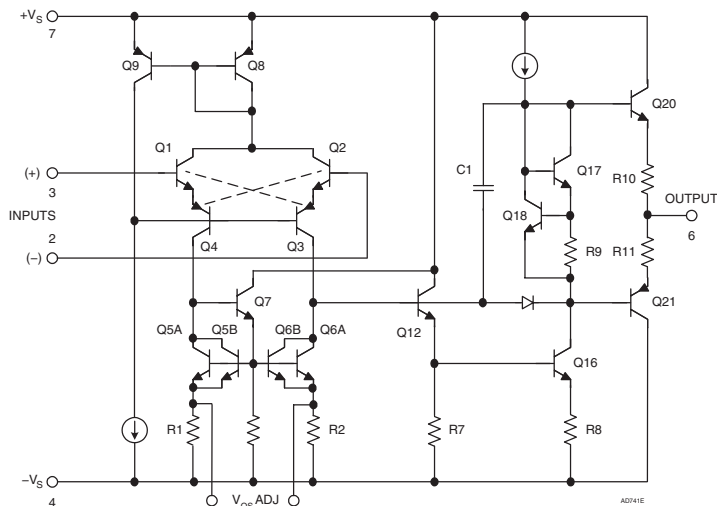 +VS
7
Q9
Q8
Q1
Q2
(+)
3
INPUTS
2
(–)
Q4
Q3
C1
Q17
Q18
Q20
R10
OUTPUT
6
R9
R11
Q7
Q12
Q21
Q5A
Q5B
Q6B
Q6A
Q16
R1
R2
R7
R8
–VS
4
VOS ADJ
AD741E